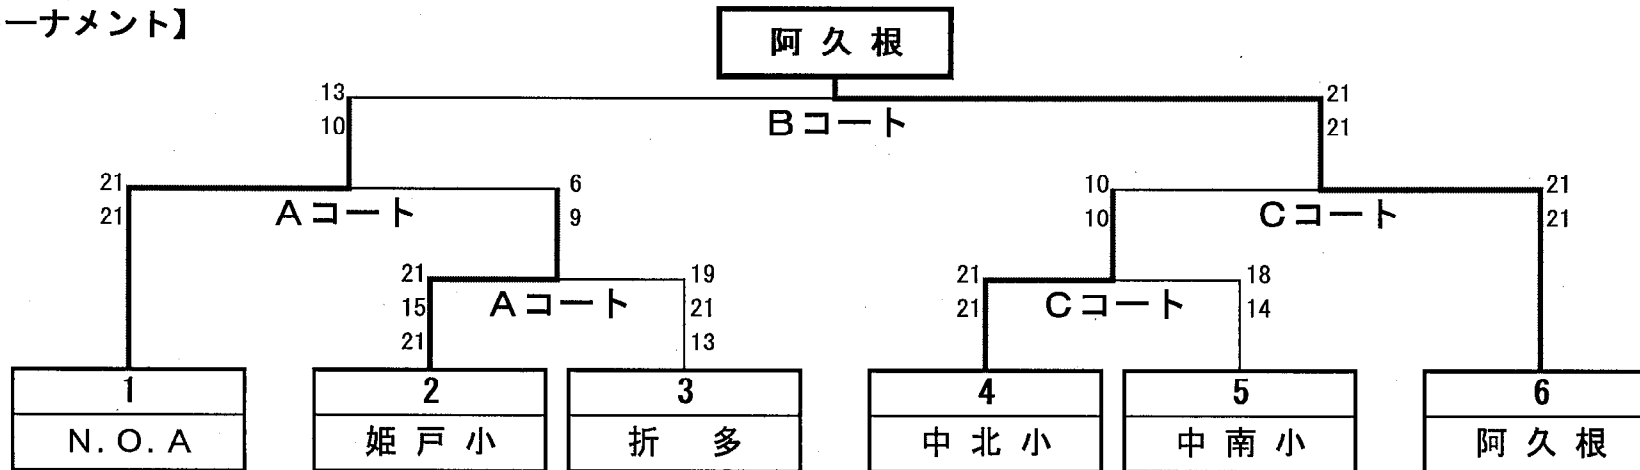 ーナメント】
阿久根
13 21
10 Bコート 21
21 6 10 21
21 Aコート 9 10 Cコート 21
21 19 21 18
15 Aコート 21 21 Cコート 14
21 13
1 2 3 4 5 6
N.O.A 姫戸小 折多 中北小 中南小 阿久根